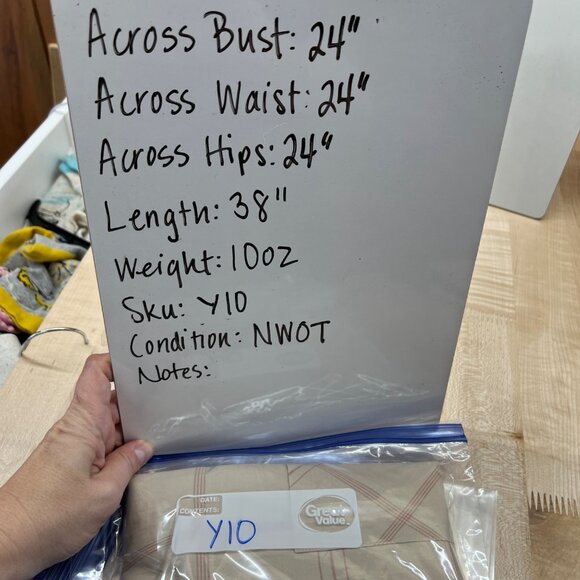 Across Bust: 24"
Across Waist: 24"
Across Hips: 24"
Length: 38"
Weight: 10oz
Sku: Y10
Condition: NWOT
Notes:
DATE:
CONTENTS:
Y10
Great Value